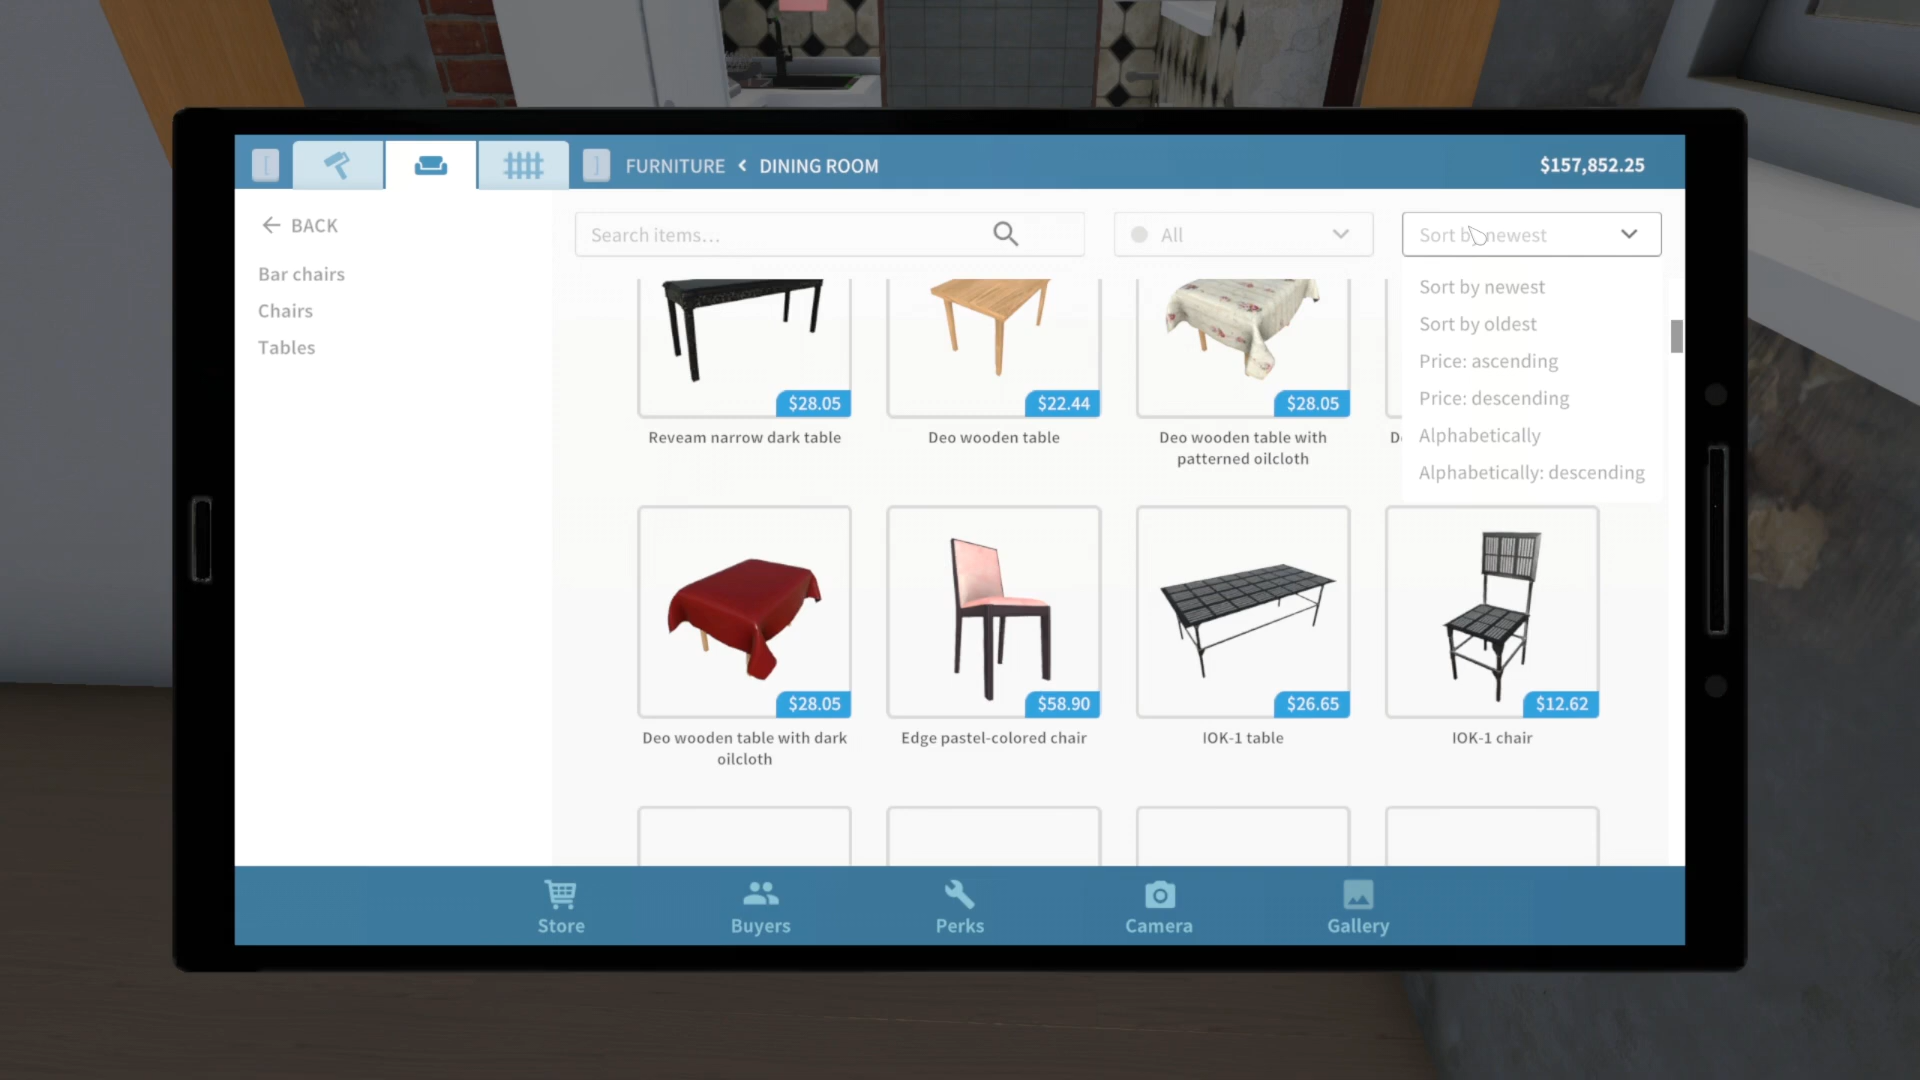 [
]
FURNITURE < DINING ROOM
$157,852.25
BACK
Bar chairs
Chairs
Tables
Search items...
All
Sort by newest
Sort by newest
Sort by oldest
Price: ascending
Price: descending
Alphabetically
Alphabetically: descending
$28.05
$22.44
$28.05
Reveam narrow dark table
Deo wooden table
Deo wooden table with
patterned oilcloth
$28.05
$58.90
$26.65
$12.62
Deo wooden table with dark
oilcloth
Edge pastel-colored chair
IOK-1 table
IOK-1 chair
Store
Buyers
Perks
Camera
Gallery